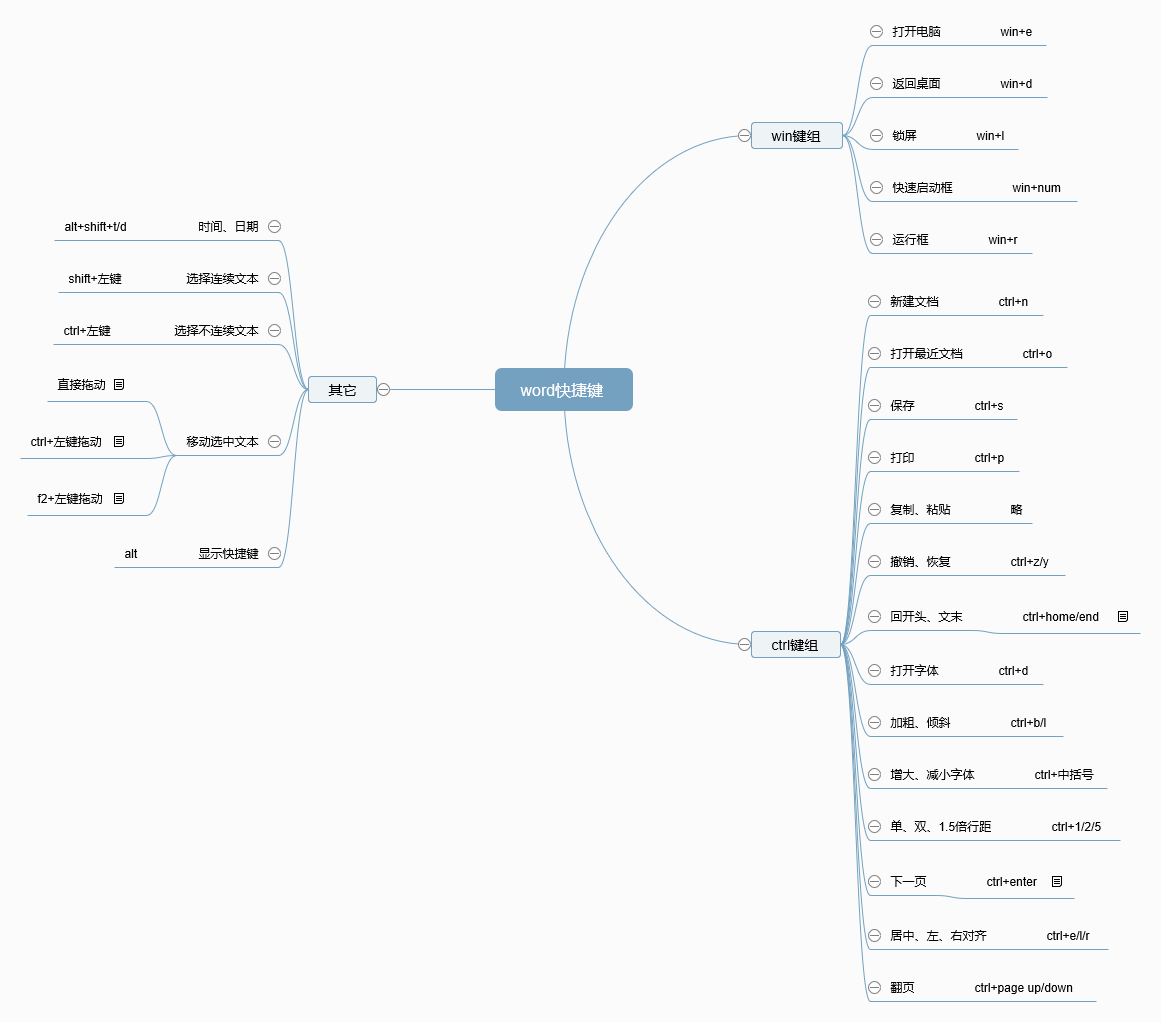 word快捷键
win键组
打开电脑 win+e
返回桌面 win+d
锁屏 win+l
快速启动框 win+num
运行框 win+r
ctrl键组
新建文档 ctrl+n
打开最近文档 ctrl+o
保存 ctrl+s
打印 ctrl+p
复制、粘贴 略
撤销、恢复 ctrl+z/y
回开头、文末 ctrl+home/end
打开字体 ctrl+d
加粗、倾斜 ctrl+b/I
增大、减小字体 ctrl+中括号
单、双、1.5倍行距 ctrl+1/2/5
下一页 ctrl+enter
居中、左、右对齐 ctrl+e/l/r
翻页 ctrl+page up/down
其它
alt+shift+t/d 时间、日期
shift+左键 选择连续文本
ctrl+左键 选择不连续文本
移动选中文本
直接拖动
ctrl+左键拖动
f2+左键拖动
alt 显示快捷键